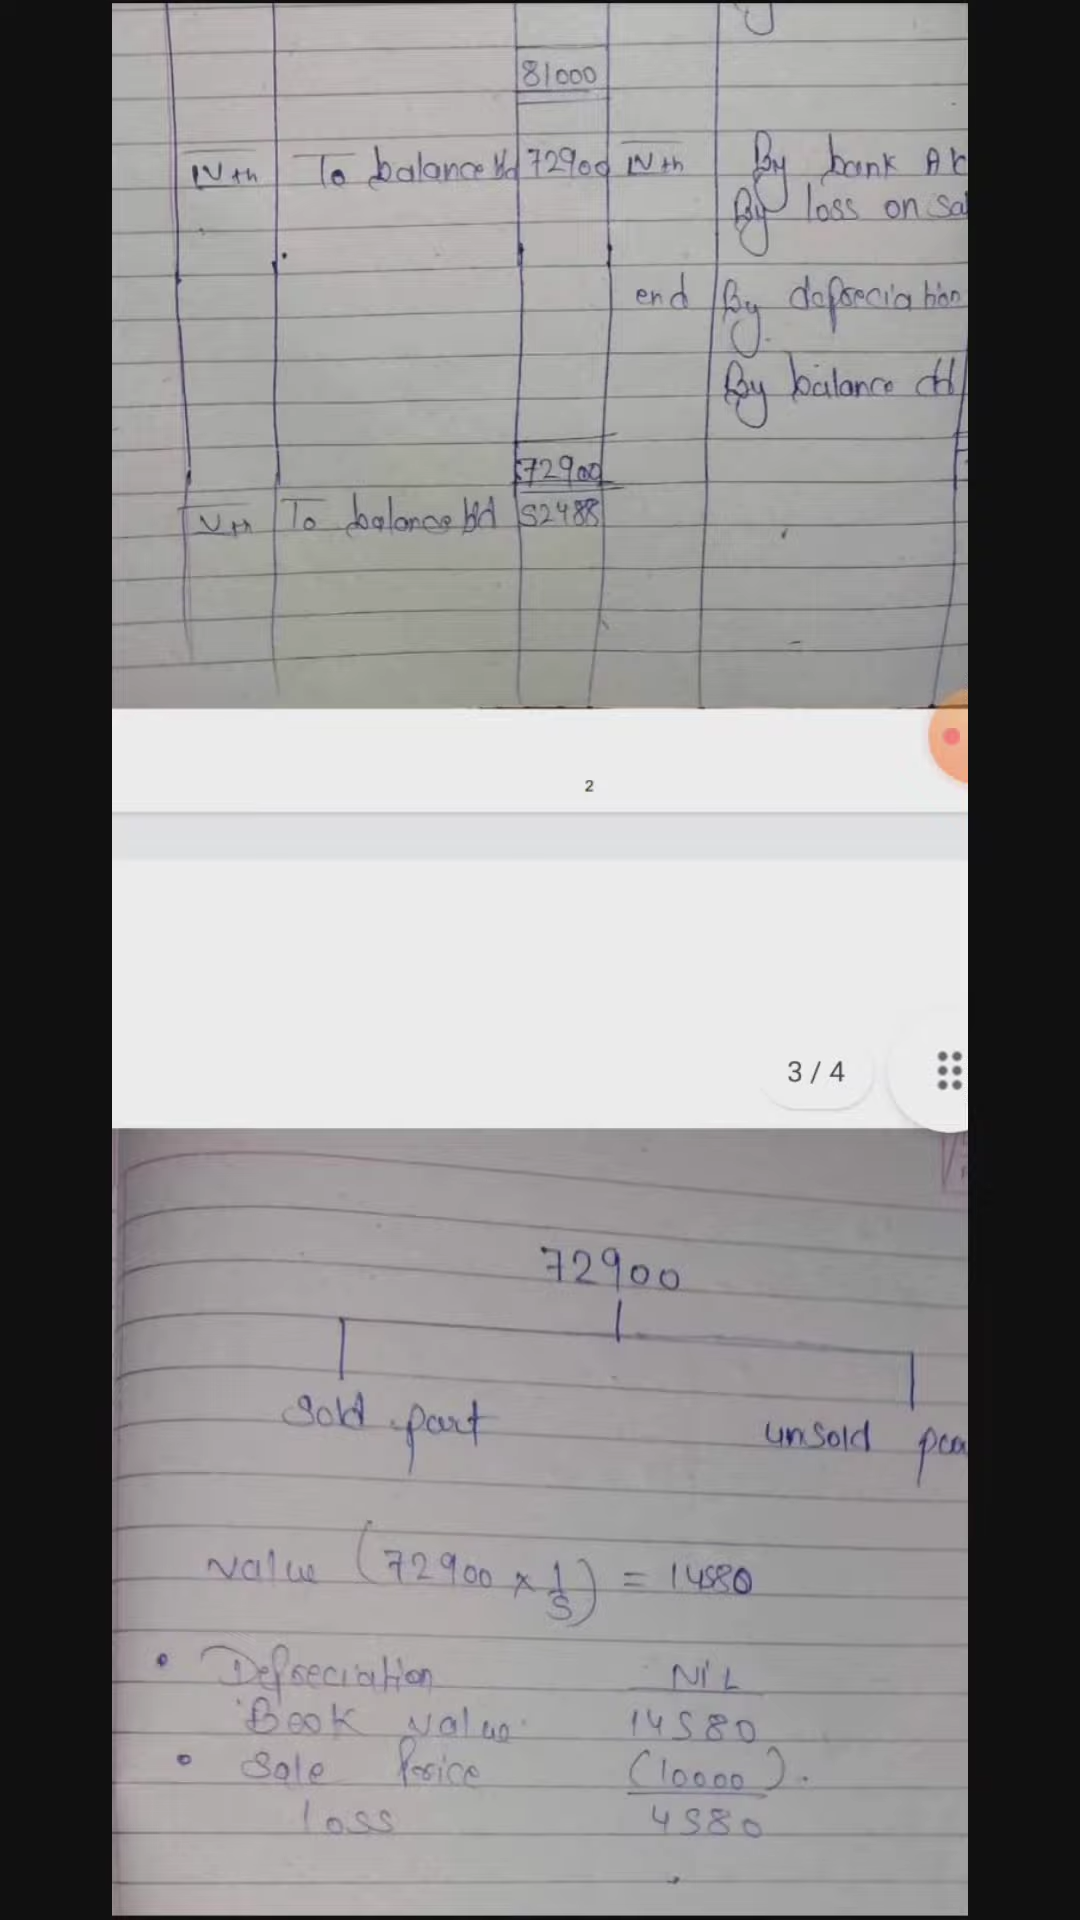 81000
IVth To balance b/d 72900 IVth By bank A/c
By loss on sa
end By depreciation
By balance c/d
72900
Vth To balance b/d 52488
2
3 / 4
72900
Sold part unsold
value (72900 x 1/5) = 14580
• Depreciation NIL
Book value 14580
• Sale Price (10000).
loss 4580